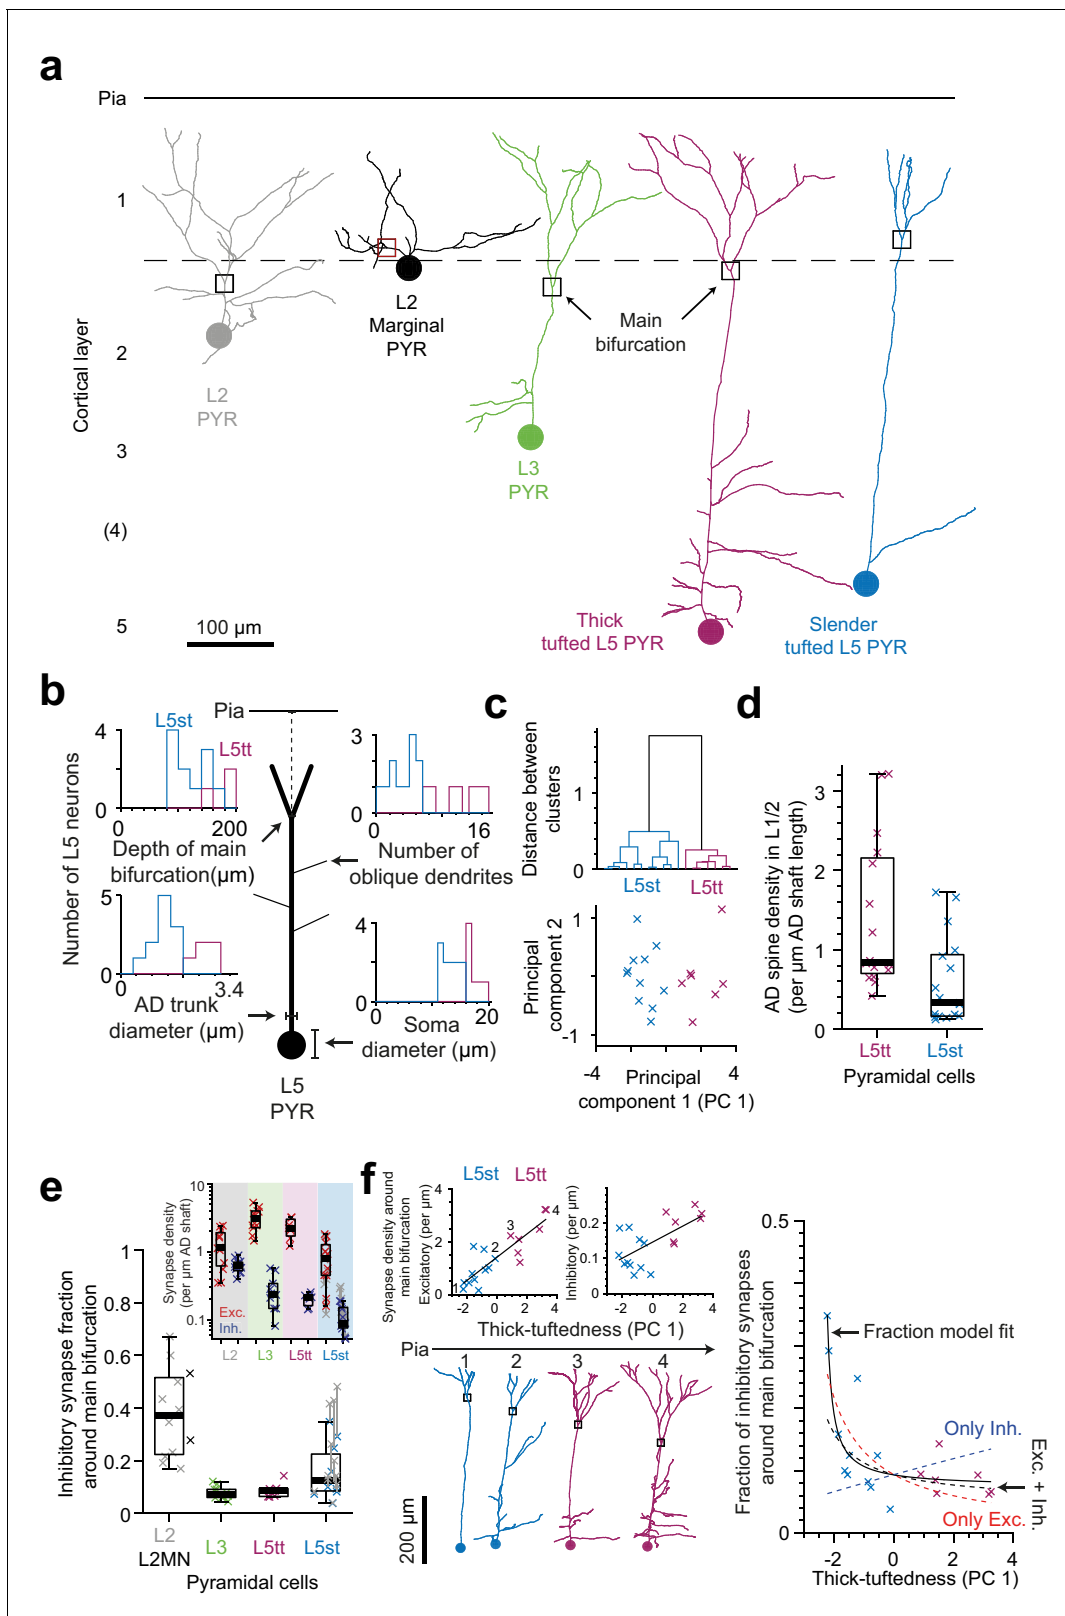 a
Pia
1
L2
Marginal
PYR
Main
bifurcation
2
Cortical layer
L2
PYR
3
L3
PYR
(4)
5
100 µm
Thick
tufted L5 PYR
Slender
tufted L5 PYR
b
Pia
Number of L5 neurons
4
L5st
L5tt
0
0
200
Depth of main
bifurcation(µm)
3
0
0
16
Number of
oblique dendrites
5
0
0
3.4
AD trunk
diameter (µm)
4
0
0
20
Soma
diameter (µm)
L5
PYR
c
Distance between
clusters
1
0
L5st
L5tt
Principal
component 2
1
-1
-4
4
Principal
component 1 (PC 1)
d
AD spine density in L1/2
(per µm AD shaft length)
3
2
1
0
L5tt
L5st
Pyramidal cells
e
Inhibitory synapse fraction
around main bifurcation
1
0.8
0.6
0.4
0.2
0
L2
L2MN
L3
L5tt
L5st
Pyramidal cells
Synapse density
(per µm AD shaft)
10
1
0.1
Exc.
Inh.
L2
L3
L5tt
L5st
f
L5st
L5tt
Synapse density around
main bifurcation
Excitatory (per µm)
4
2
0
1
2
3
4
-2
0
2
4
Inhibitory (per µm)
0.2
0.1
0
-2
0
2
4
Thick-tuftedness (PC 1)
Pia
1
2
3
4
200 µm
Fraction of inhibitory synapses
around main bifurcation
0.5
0
Fraction model fit
Only Inh.
Only Exc.
Exc. + Inh.
-2
0
2
4
Thick-tuftedness (PC 1)